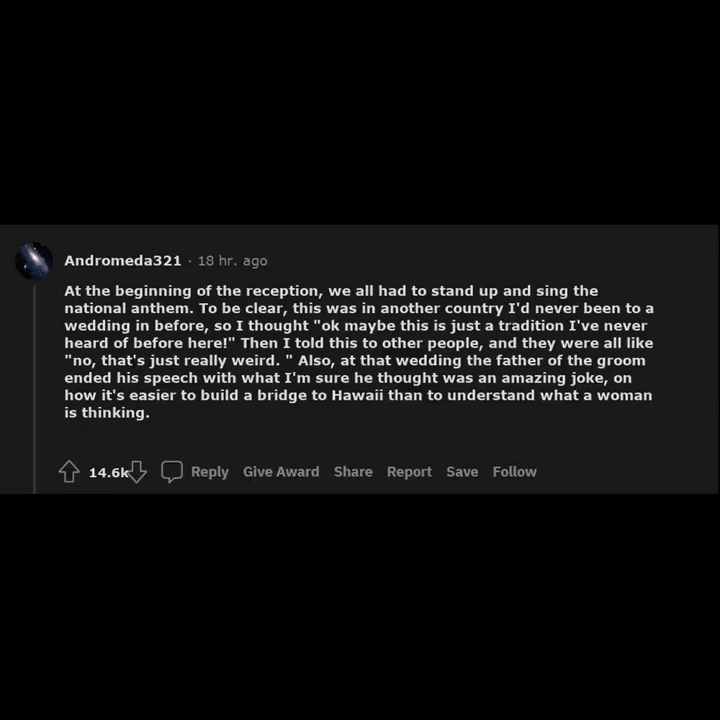 Andromeda321 · 18 hr. ago
At the beginning of the reception, we all had to stand up and sing the
national anthem. To be clear, this was in another country I'd never been to a
wedding in before, so I thought "ok maybe this is just a tradition I've never
heard of before here!" Then I told this to other people, and they were all like
"no, that's just really weird. " Also, at that wedding the father of the groom
ended his speech with what I'm sure he thought was an amazing joke, on
how it's easier to build a bridge to Hawaii than to understand what a woman
is thinking.
14.6k Reply Give Award Share Report Save Follow